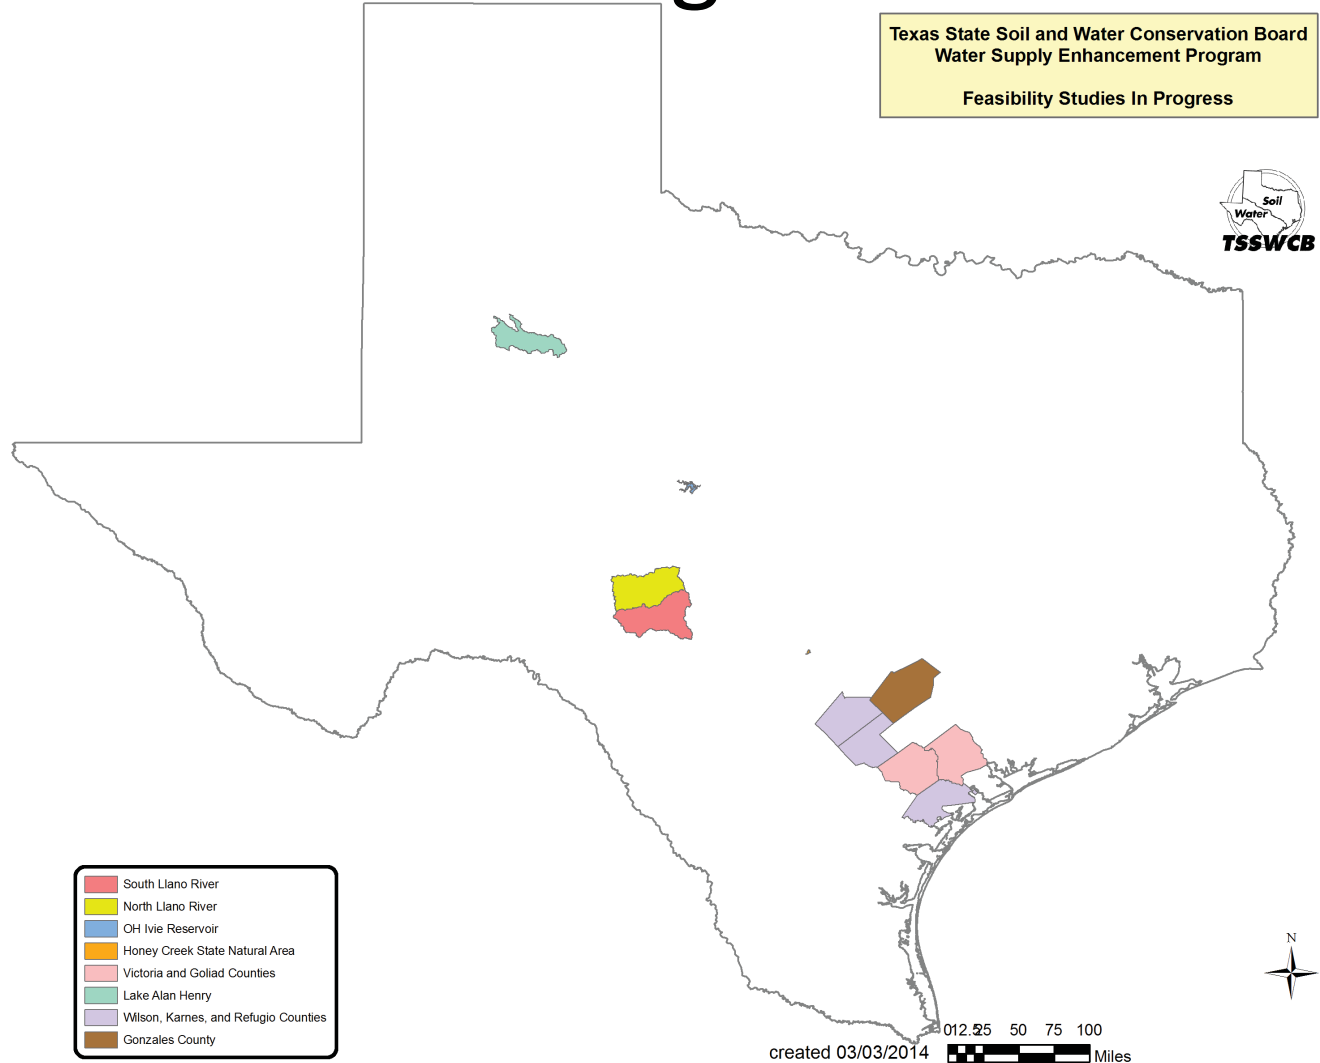 g
Texas State Soil and Water Conservation Board
Water Supply Enhancement Program
Feasibility Studies In Progress
Soil
Water
TSSWCB
South Llano River
North Llano River
OH Ivie Reservoir
Honey Creek State Natural Area
Victoria and Goliad Counties
Lake Alan Henry
Wilson, Karnes, and Refugio Counties
Gonzales County
N
012.525 50 75 100
Miles
created 03/03/2014